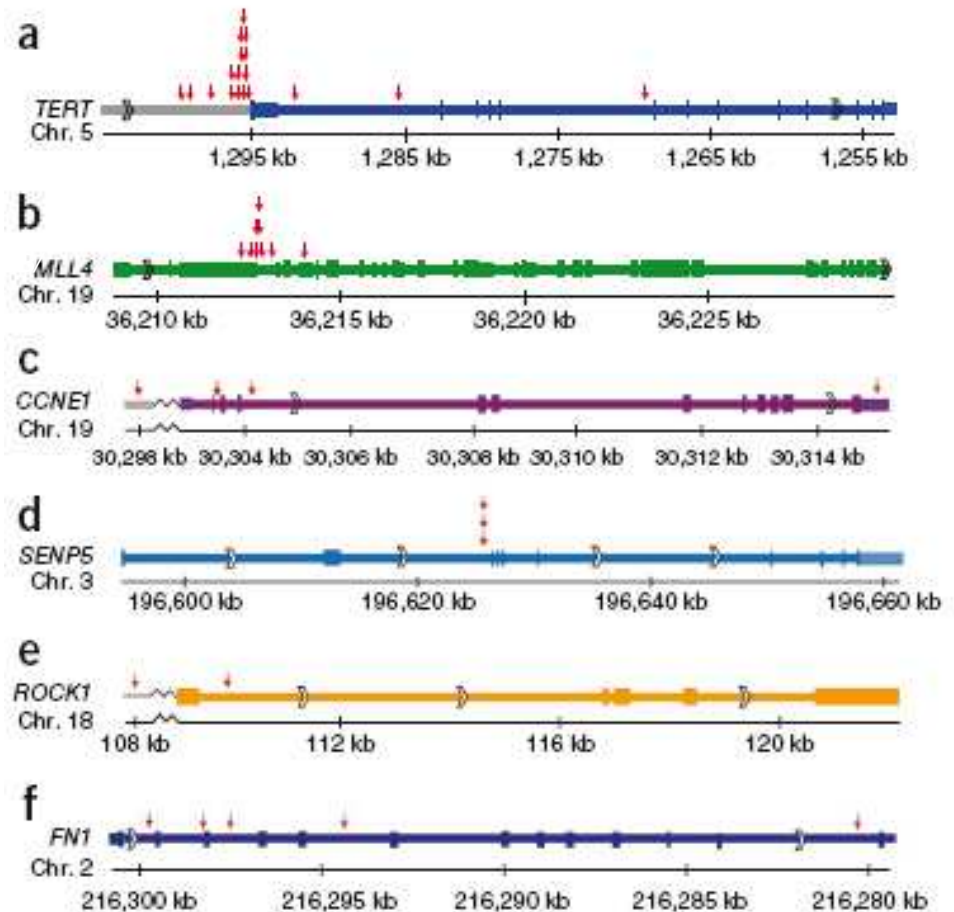 a
TERT
Chr. 5
1,295 kb 1,285 kb 1,275 kb 1,265 kb 1,255 kb
b
MLL4
Chr. 19
36,210 kb 36,215 kb 36,220 kb 36,225 kb
c
CCNE1
Chr. 19
30,298 kb 30,304 kb 30,306 kb 30,308 kb 30,310 kb 30,312 kb 30,314 kb
d
SENP5
Chr. 3
196,600 kb 196,620 kb 196,640 kb 196,660 kb
e
ROCK1
Chr. 18
108 kb 112 kb 116 kb 120 kb
f
FN1
Chr. 2
216,300 kb 216,295 kb 216,290 kb 216,285 kb 216,280 kb